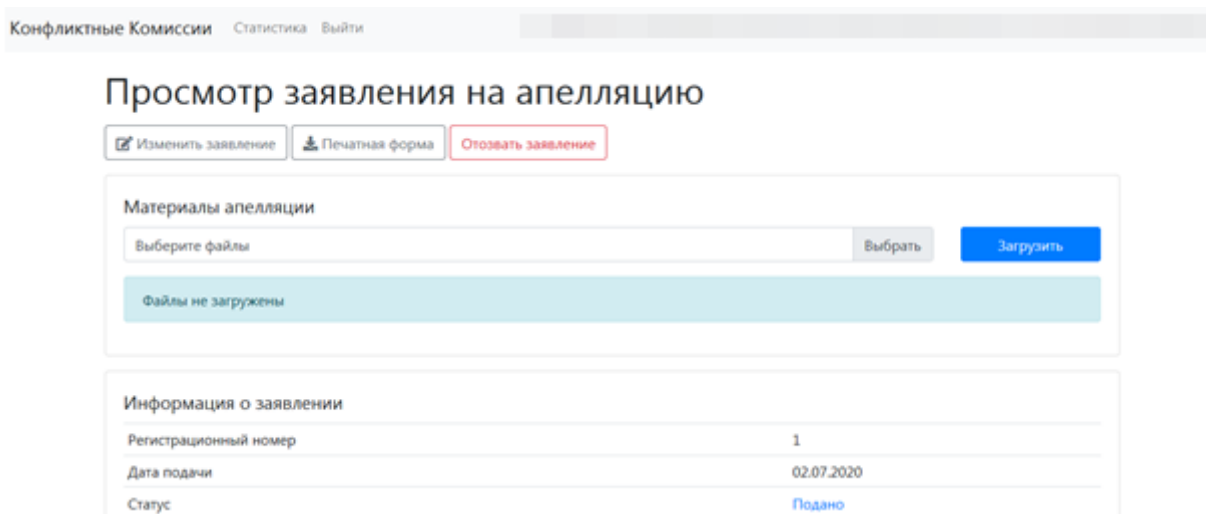 Конфликтные Комиссии Статистика Выйти
Просмотр заявления на апелляцию
Изменить заявление Печатная форма Отозвать заявление
Материалы апелляции
Выберите файлы Выбрать Загрузить
Файлы не загружены
Информация о заявлении
Регистрационный номер 1
Дата подачи 02.07.2020
Статус Подано